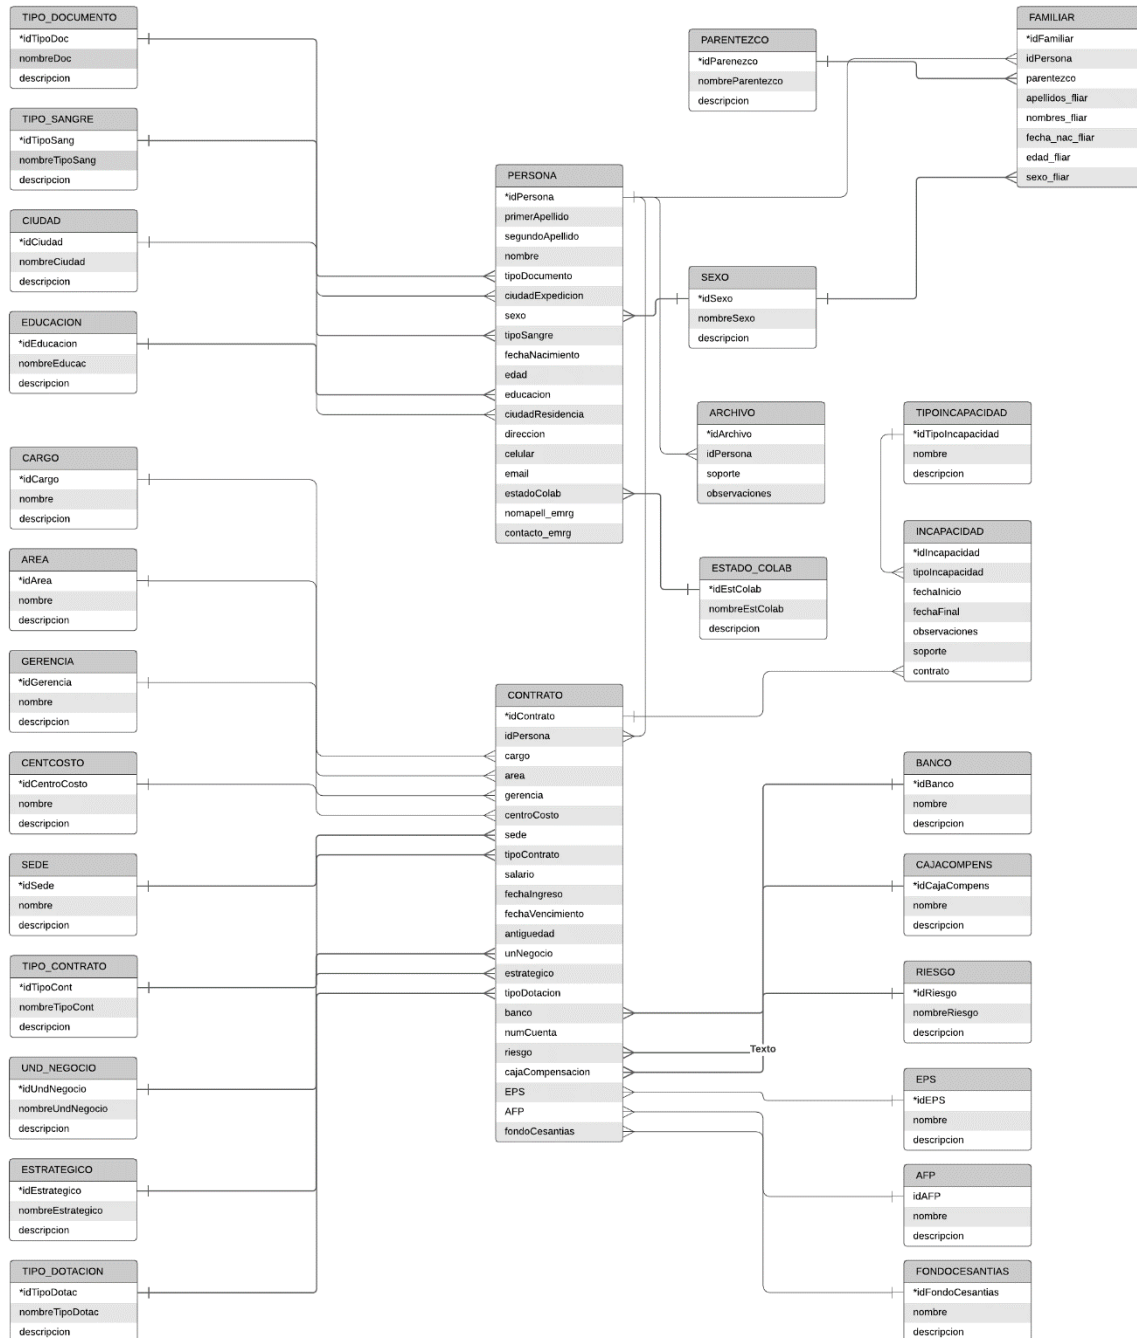 TIPO_DOCUMENTO
*idTipoDoc
nombreDoc
descripcion
TIPO_SANGRE
*idTipoSang
nombreTipoSang
descripcion
CIUDAD
*idCiudad
nombreCiudad
descripcion
EDUCACION
*idEducacion
nombreEducac
descripcion
CARGO
*idCargo
nombre
descripcion
AREA
*idArea
nombre
descripcion
GERENCIA
*idGerencia
nombre
descripcion
CENTCOSTO
*idCentroCosto
nombre
descripcion
SEDE
*idSede
nombre
descripcion
TIPO_CONTRATO
*idTipoCont
nombreTipoCont
descripcion
UND_NEGOCIO
*idUndNegocio
nombreUndNegocio
descripcion
ESTRATEGICO
*idEstrategico
nombreEstrategico
descripcion
TIPO_DOTACION
*idTipoDotac
nombreTipoDotac
descripcion
PERSONA
*idPersona
primerApellido
segundoApellido
nombre
tipoDocumento
ciudadExpedicion
sexo
tipoSangre
fechaNacimiento
edad
educacion
ciudadResidencia
direccion
celular
email
estadoColab
nomapell_emrg
contacto_emrg
CONTRATO
*idContrato
idPersona
cargo
area
gerencia
centroCosto
sede
tipoContrato
salario
fechaIngreso
fechaVencimiento
antiguedad
unNegocio
estrategico
tipoDotacion
banco
numCuenta
riesgo
cajaCompensacion
EPS
AFP
fondoCesantias
PARENTEZCO
*idParenezco
nombreParentezco
descripcion
SEXO
*idSexo
nombreSexo
descripcion
ARCHIVO
*idArchivo
idPersona
soporte
observaciones
ESTADO_COLAB
*idEstColab
nombreEstColab
descripcion
Texto
FAMILIAR
*idFamiliar
idPersona
parentezco
apellidos_fliar
nombres_fliar
fecha_nac_fliar
edad_fliar
sexo_fliar
TIPOINCAPACIDAD
*idTipoIncapacidad
nombre
descripcion
INCAPACIDAD
*idIncapacidad
tipoIncapacidad
fechaInicio
fechaFinal
observaciones
soporte
contrato
BANCO
*idBanco
nombre
descripcion
CAJACOMPENS
*idCajaCompens
nombre
descripcion
RIESGO
*idRiesgo
nombreRiesgo
descripcion
EPS
*idEPS
nombre
descripcion
AFP
idAFP
nombre
descripcion
FONDOCESANTIAS
*idFondoCesantias
nombre
descripcion